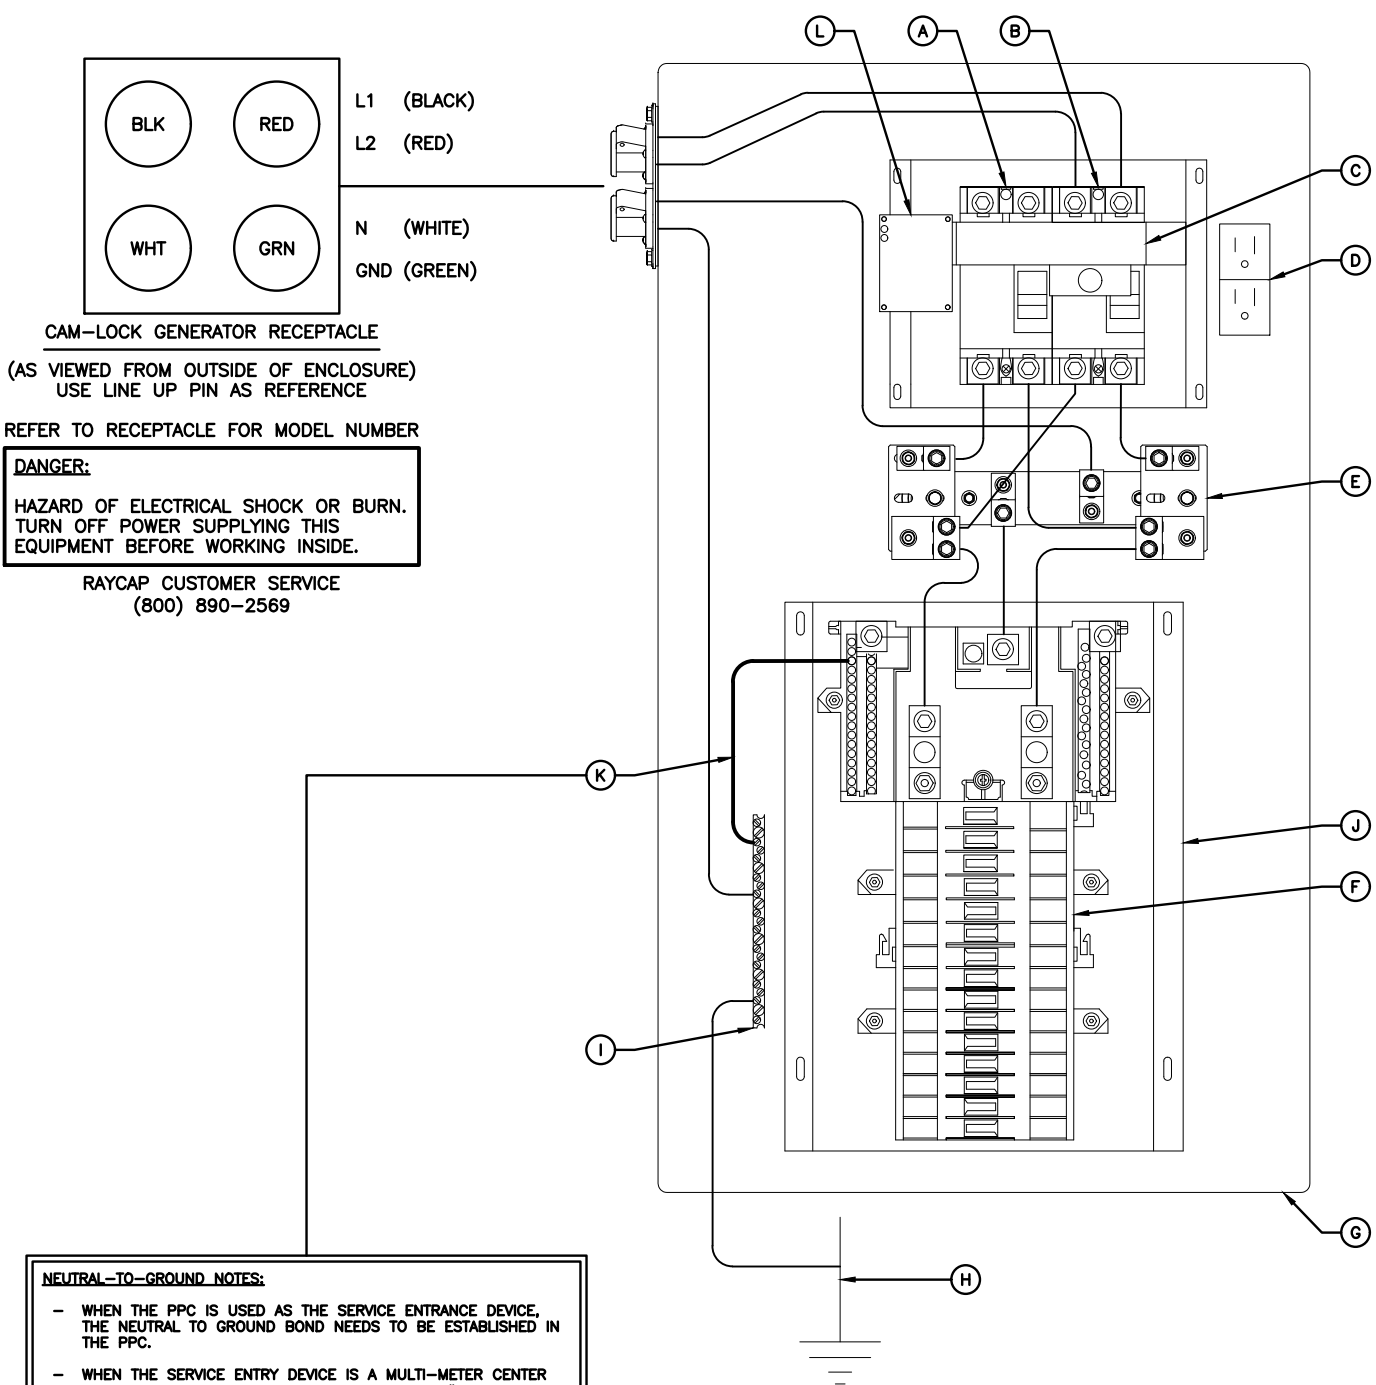 L A B
BLK RED L1 (BLACK)
L2 (RED)
C
WHT GRN N (WHITE)
GND (GREEN)
D
CAM–LOCK GENERATOR RECEPTACLE
(AS VIEWED FROM OUTSIDE OF ENCLOSURE)
USE LINE UP PIN AS REFERENCE
REFER TO RECEPTACLE FOR MODEL NUMBER
DANGER:
HAZARD OF ELECTRICAL SHOCK OR BURN.
TURN OFF POWER SUPPLYING THIS
EQUIPMENT BEFORE WORKING INSIDE.
E
RAYCAP CUSTOMER SERVICE
(800) 890–2569
K
J
F
I
G
H
NEUTRAL–TO–GROUND NOTES:
– WHEN THE PPC IS USED AS THE SERVICE ENTRANCE DEVICE,
THE NEUTRAL TO GROUND BOND NEEDS TO BE ESTABLISHED IN
THE PPC.
– WHEN THE SERVICE ENTRY DEVICE IS A MULTI–METER CENTER